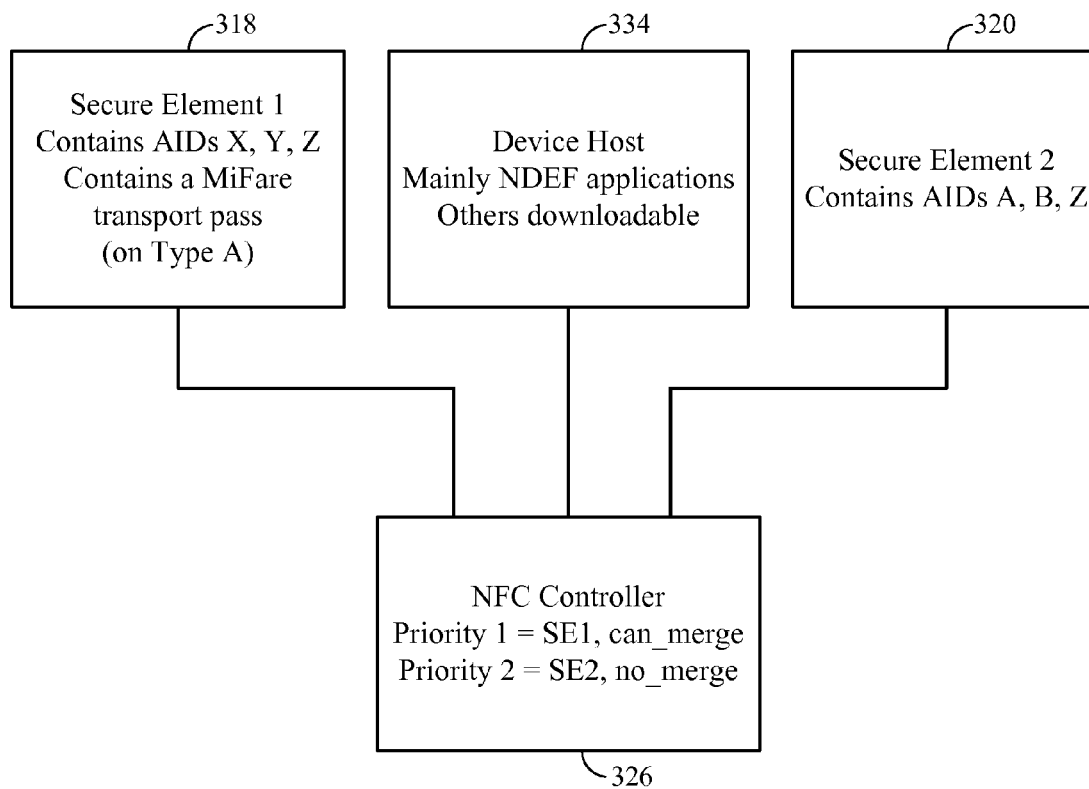 318
334
320
Secure Element 1
Contains AIDs X, Y, Z
Contains a MiFare
transport pass
(on Type A)
Device Host
Mainly NDEF applications
Others downloadable
Secure Element 2
Contains AIDs A, B, Z
NFC Controller
Priority 1 = SE1, can_merge
Priority 2 = SE2, no_merge
326